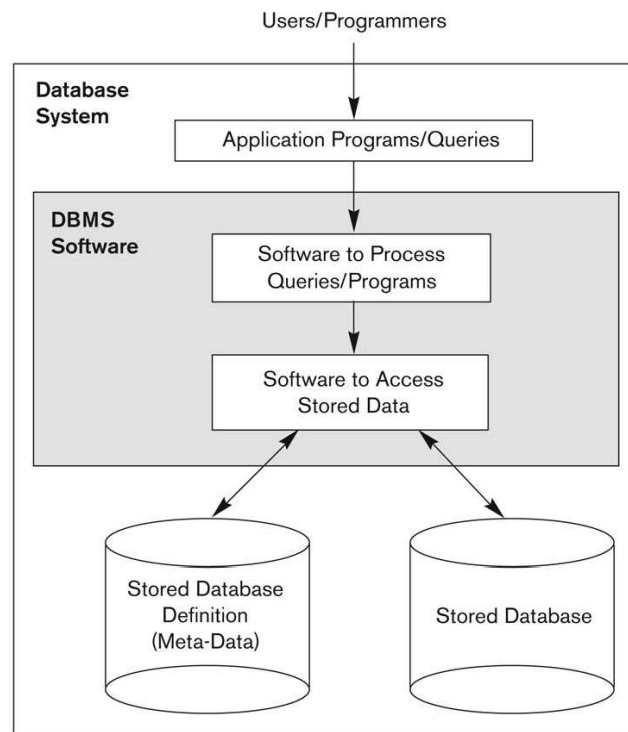 Users/Programmers
Database
System
Application Programs/Queries
DBMS
Software
Software to Process
Queries/Programs
Software to Access
Stored Data
Stored Database
Definition
(Meta-Data)
Stored Database